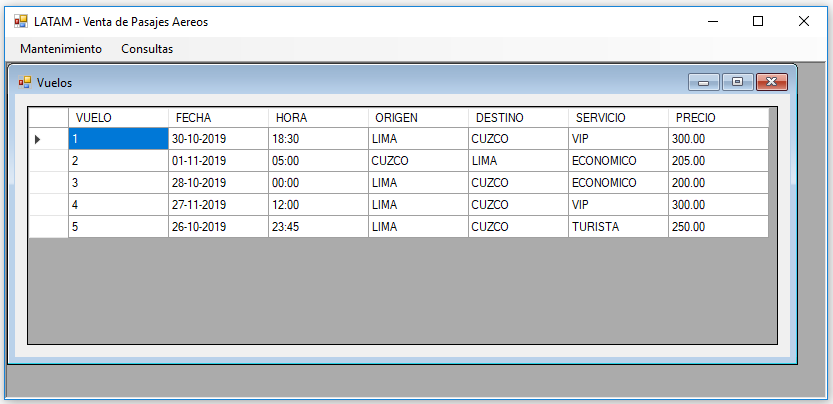 LATAM - Venta de Pasajes Aereos
Mantenimiento Consultas
Vuelos
VUELO FECHA HORA ORIGEN DESTINO SERVICIO PRECIO
1 30-10-2019 18:30 LIMA CUZCO VIP 300.00
2 01-11-2019 05:00 CUZCO LIMA ECONOMICO 205.00
3 28-10-2019 00:00 LIMA CUZCO ECONOMICO 200.00
4 27-11-2019 12:00 LIMA CUZCO VIP 300.00
5 26-10-2019 23:45 LIMA CUZCO TURISTA 250.00